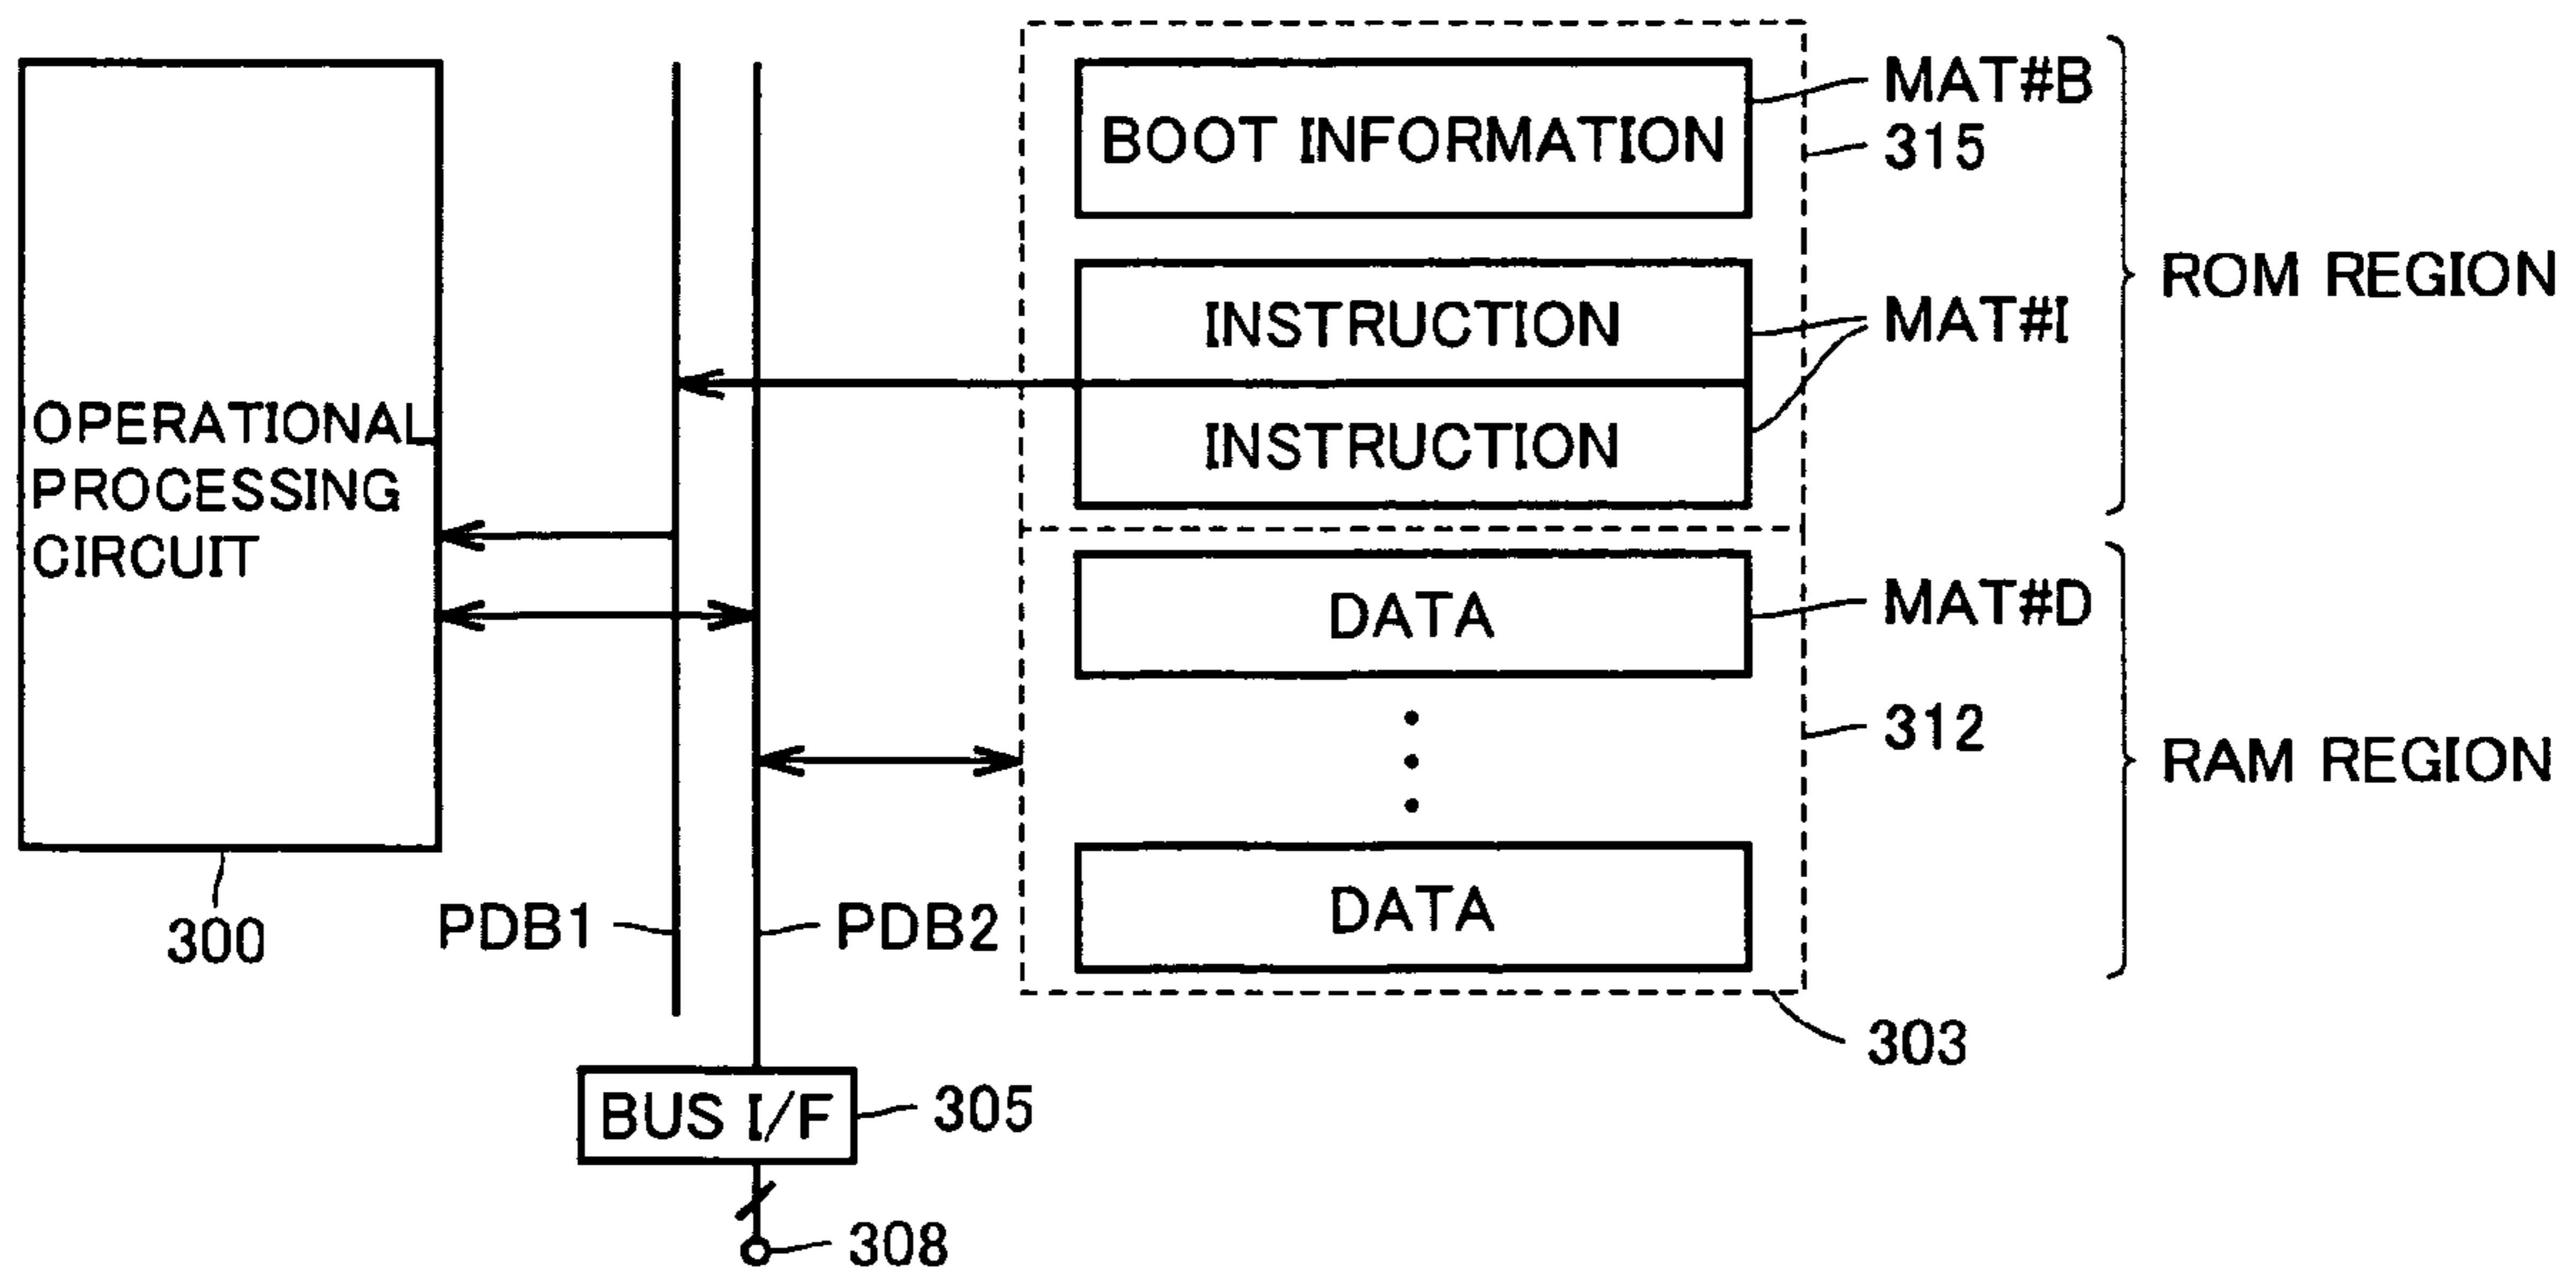 MAT#B
BOOT INFORMATION
315
ROM REGION
INSTRUCTION
MAT#I
INSTRUCTION
OPERATIONAL
PROCESSING
CIRCUIT
DATA
MAT#D
312
RAM REGION
DATA
300
PDB1
PDB2
303
BUS I/F
305
308